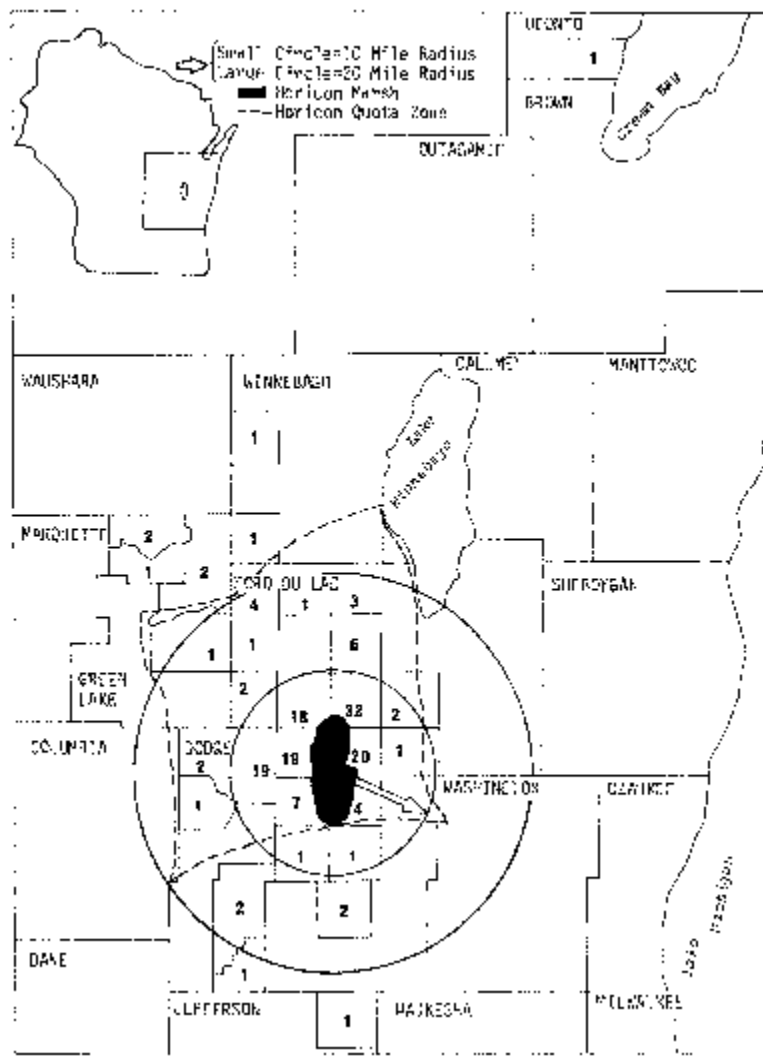 Small Circle=10 Mile Radius
Large Circle=20 Mile Radius
Horicon Marsh
Horicon Quota Zone
OCONTO
1
BROWN
Green Bay
OUTAGAMIE
WAUSHARA
WINNEBAGO
CALUMET
MANITOWOC
1
Lake
Winnebago
MARQUETTE
2
1
1
2
FOND DU LAC
SHEBOYGAN
4
1
3
1
1
6
GREEN
LAKE
2
18
32
2
COLUMBIA
DODGE
2
19
19
20
1
WASHINGTON
OZAUKEE
1
7
4
1
1
2
2
Lake Michigan
DANE
1
JEFFERSON
WAUKESHA
MILWAUKEE
1